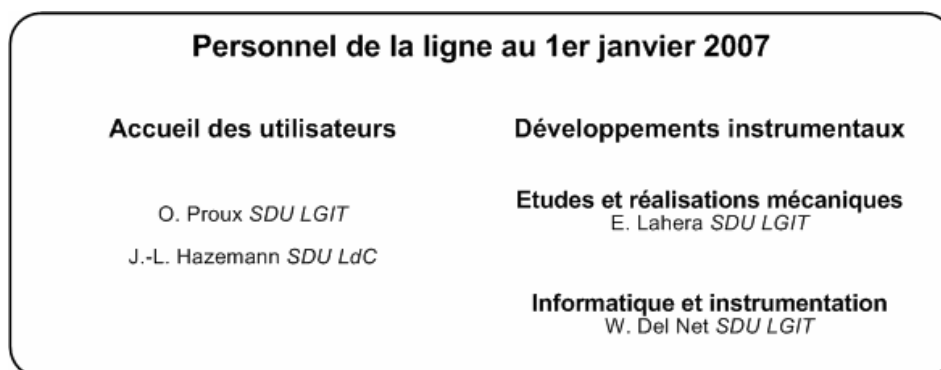 Personnel de la ligne au 1er janvier 2007
Accueil des utilisateurs
O. Proux SDU LGIT
J.-L. Hazemann SDU LdC
Développements instrumentaux
Etudes et réalisations mécaniques
E. Lahera SDU LGIT
Informatique et instrumentation
W. Del Net SDU LGIT